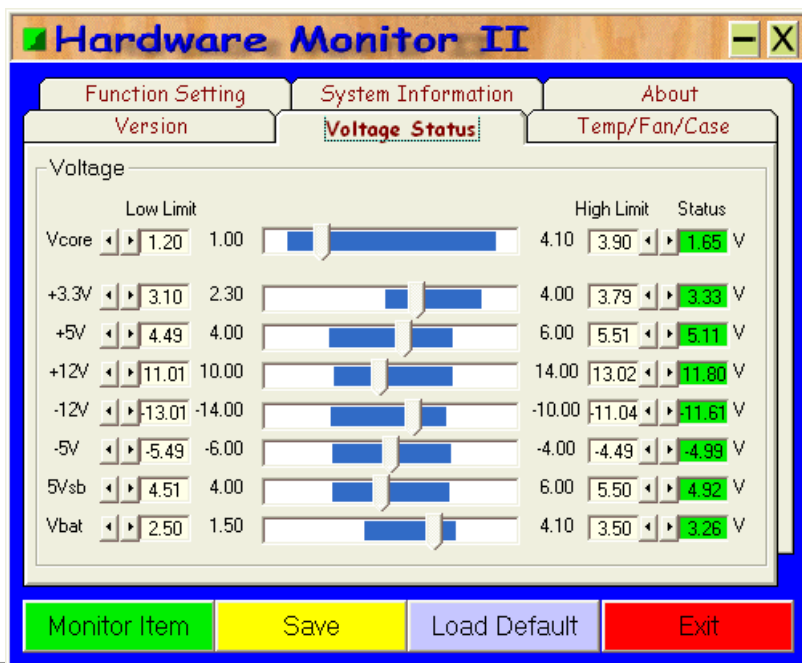 Hardware Monitor II
Function Setting System Information About
Version Voltage Status Temp/Fan/Case
Voltage
Low Limit High Limit Status
Vcore 1.20 1.00 4.10 3.90 1.65 V
+3.3V 3.10 2.30 4.00 3.79 3.33 V
+5V 4.49 4.00 6.00 5.51 5.11 V
+12V 11.01 10.00 14.00 13.02 11.80 V
-12V -13.01 -14.00 -10.00 -11.04 -11.61 V
-5V -5.49 -6.00 -4.00 -4.49 -4.99 V
5Vsb 4.51 4.00 6.00 5.50 4.92 V
Vbat 2.50 1.50 4.10 3.50 3.26 V
Monitor Item Save Load Default Exit